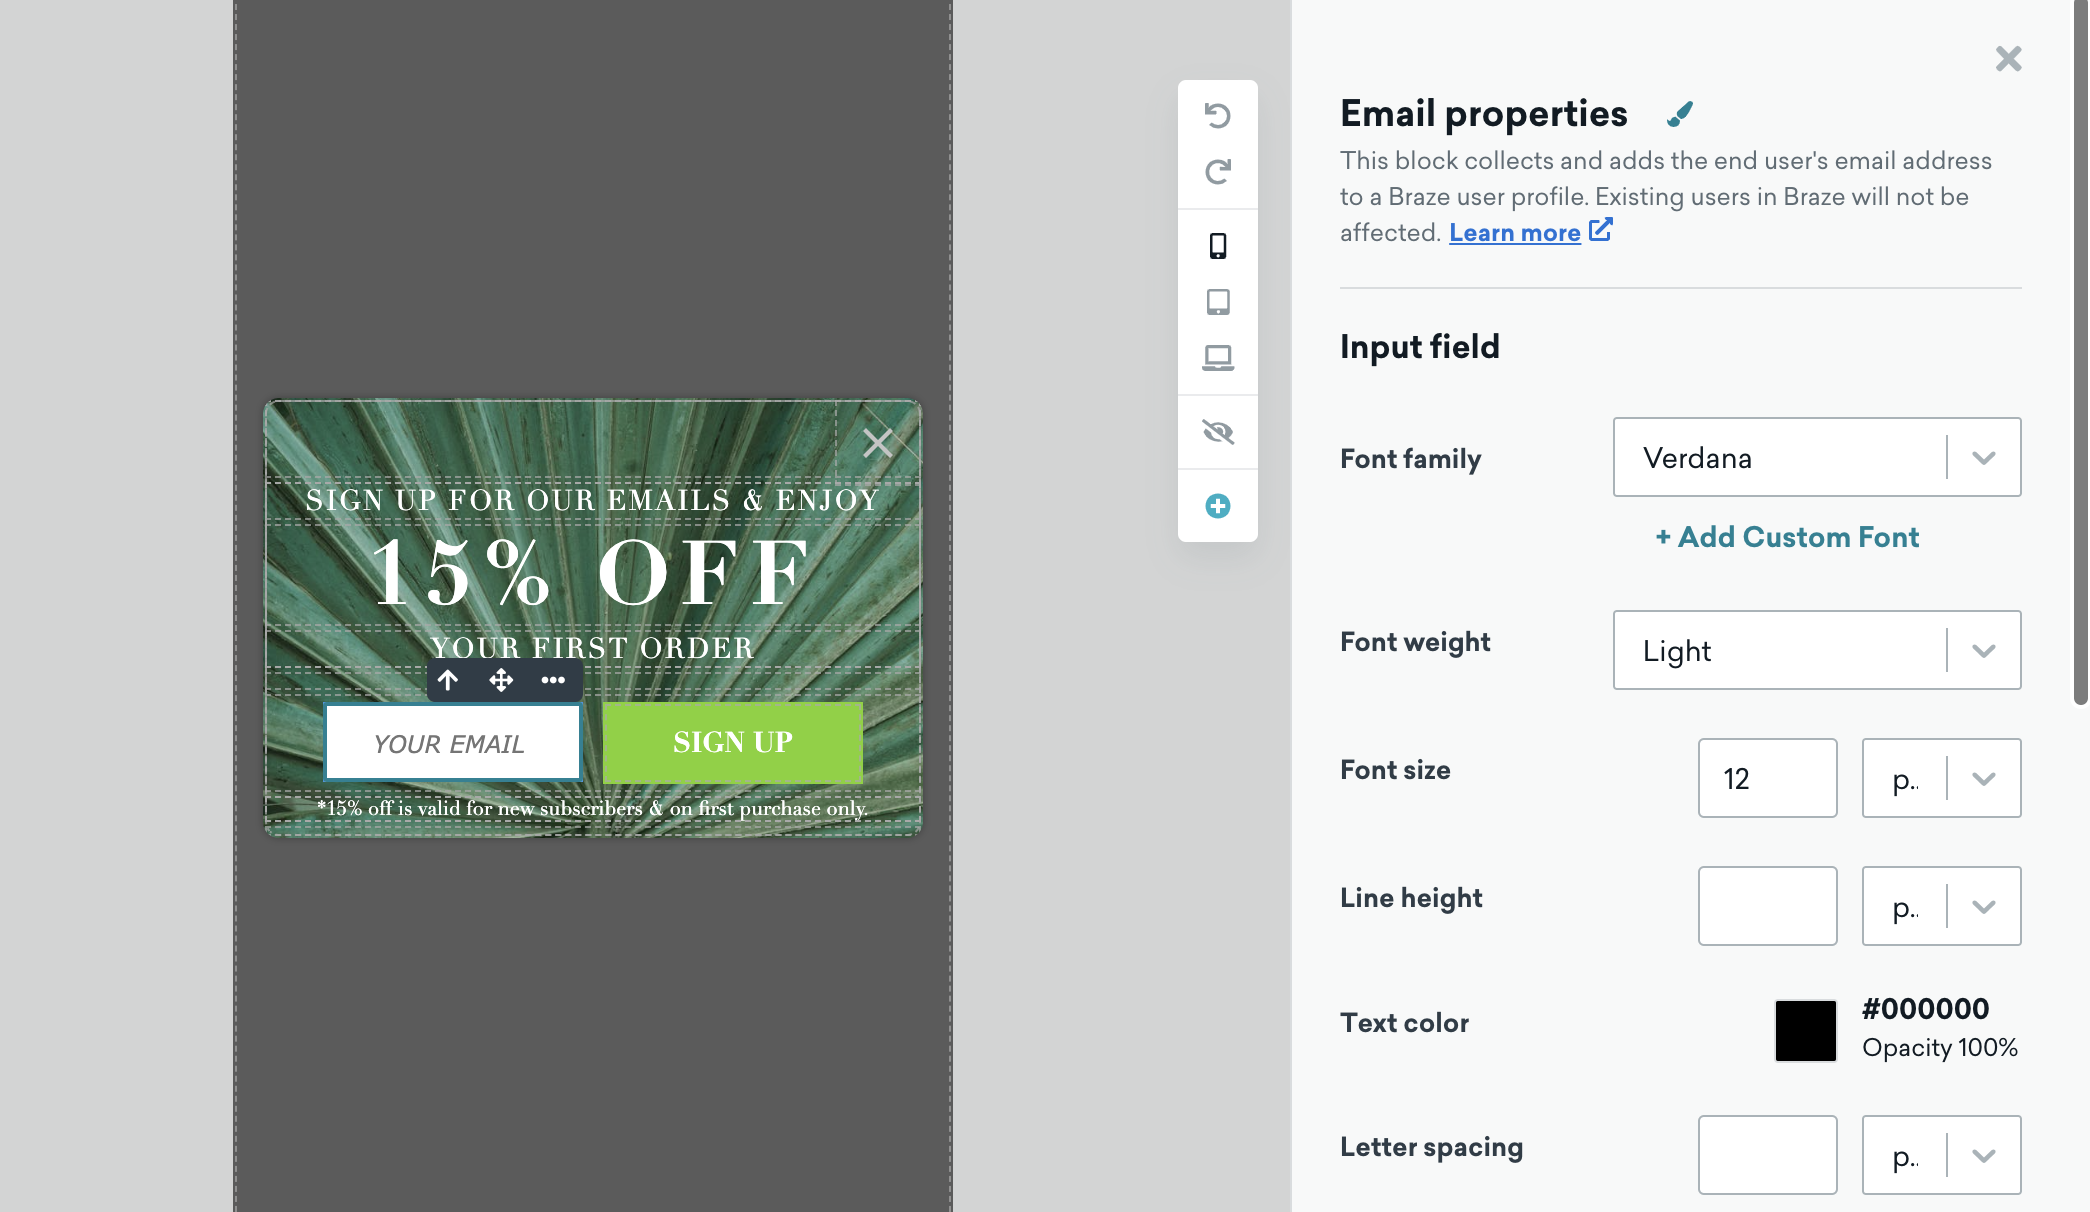 SIGN UP FOR OUR EMAILS & ENJOY
15% OFF
YOUR FIRST ORDER
YOUR EMAIL
SIGN UP
*15% off is valid for new subscribers & on first purchase only.
Email properties
This block collects and adds the end user's email address
to a Braze user profile. Existing users in Braze will not be
affected. Learn more
Input field
Font family
Verdana
+ Add Custom Font
Font weight
Light
Font size
12
p..
Line height
p..
Text color
#000000
Opacity 100%
Letter spacing
p..